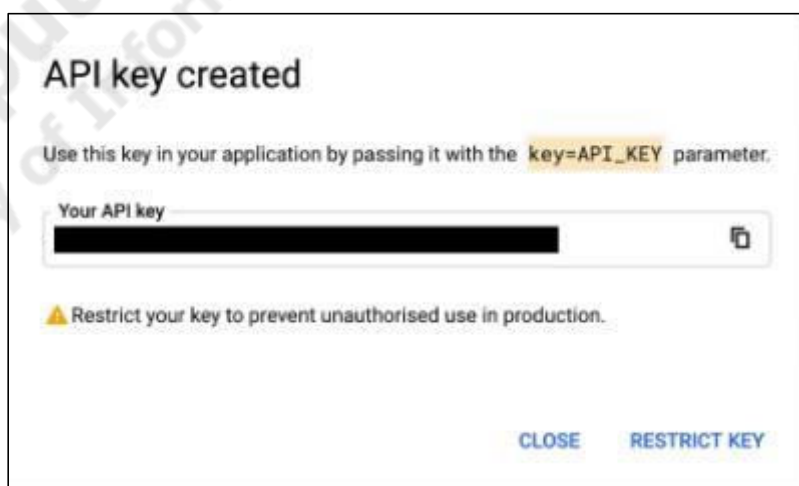 API key created
Use this key in your application by passing it with the key=API_KEY parameter.
Your API key
Restrict your key to prevent unauthorised use in production.
CLOSE RESTRICT KEY